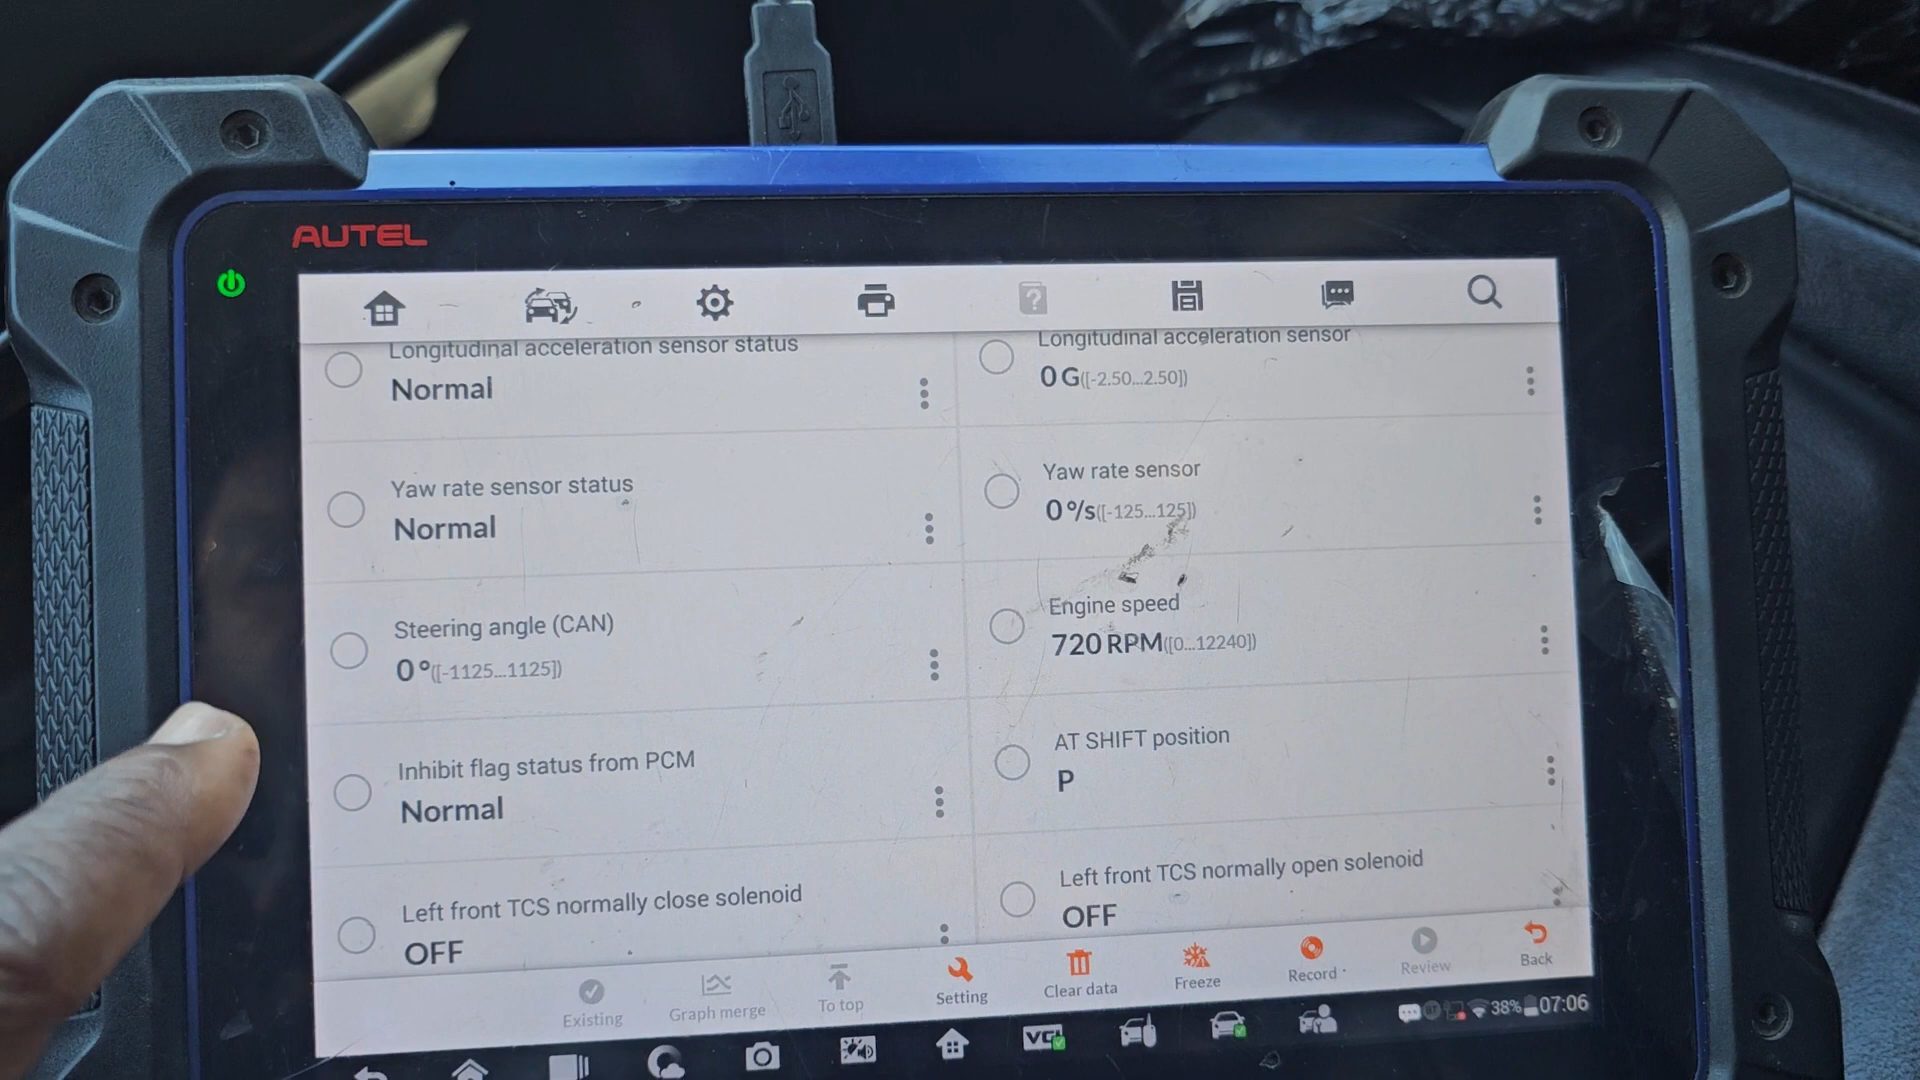 AUTEL
Longitudinal acceleration sensor status
Normal
Longitudinal acceleration sensor
0 G([-2.50...2.50])
Yaw rate sensor status
Normal
Yaw rate sensor
0 °/s([-125...125])
Steering angle (CAN)
0 °([-1125...1125])
Engine speed
720 RPM([0...12240])
Inhibit flag status from PCM
Normal
AT SHIFT position
P
Left front TCS normally close solenoid
OFF
Left front TCS normally open solenoid
OFF
Existing
Graph merge
To top
Setting
Clear data
Freeze
Record
Review
Back
VCI
38%
07:06